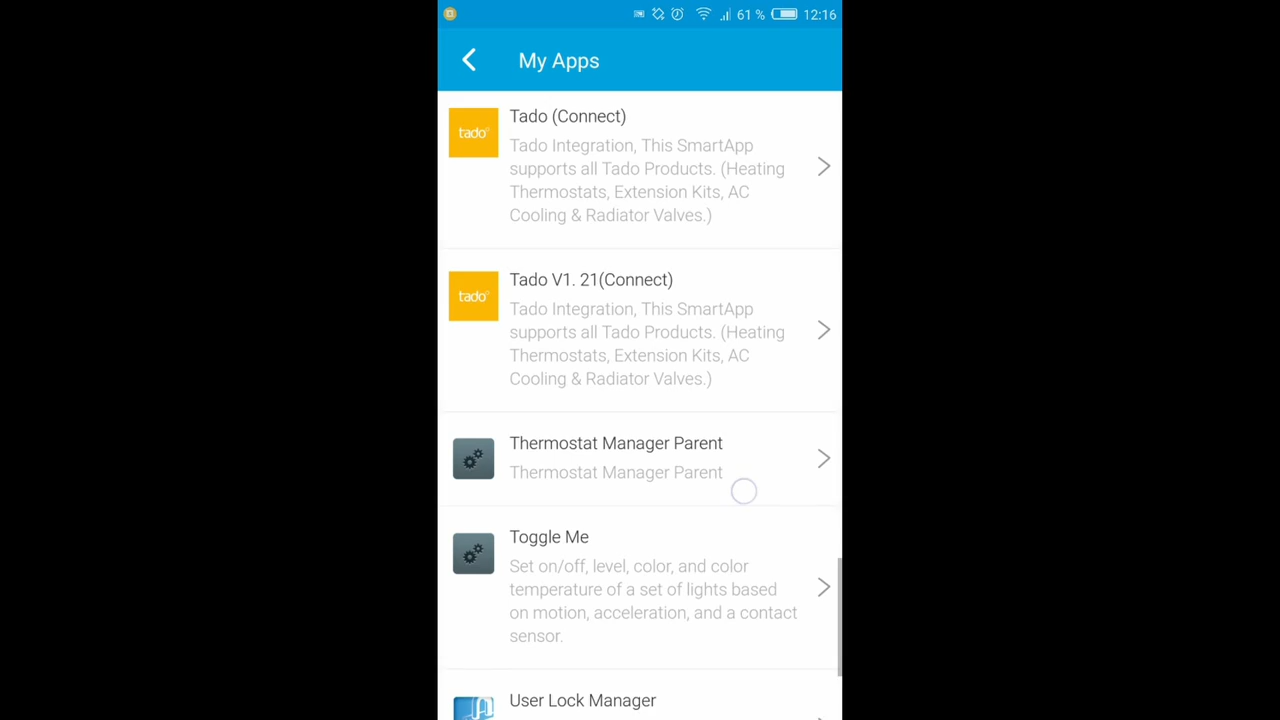 61 % 12:16
My Apps
tado°
Tado (Connect)
Tado Integration, This SmartApp
supports all Tado Products. (Heating
Thermostats, Extension Kits, AC
Cooling & Radiator Valves.)
tado°
Tado V1. 21(Connect)
Tado Integration, This SmartApp
supports all Tado Products. (Heating
Thermostats, Extension Kits, AC
Cooling & Radiator Valves.)
Thermostat Manager Parent
Thermostat Manager Parent
Toggle Me
Set on/off, level, color, and color
temperature of a set of lights based
on motion, acceleration, and a contact
sensor.
User Lock Manager